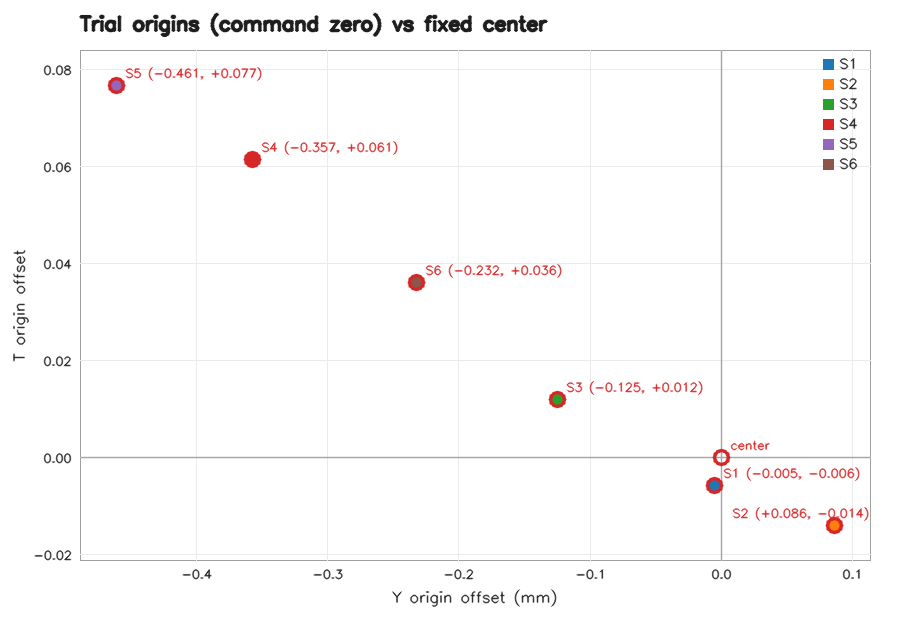 Trial origins (command zero) vs fixed center
0.08
0.06
0.04
0.02
0.00
−0.02
T origin offset
S5 (−0.461, +0.077)
S4 (−0.357, +0.061)
S6 (−0.232, +0.036)
S3 (−0.125, +0.012)
center
S1 (−0.005, −0.006)
S2 (+0.086, −0.014)
S1
S2
S3
S4
S5
S6
−0.4
−0.3
−0.2
−0.1
0.0
0.1
Y origin offset (mm)